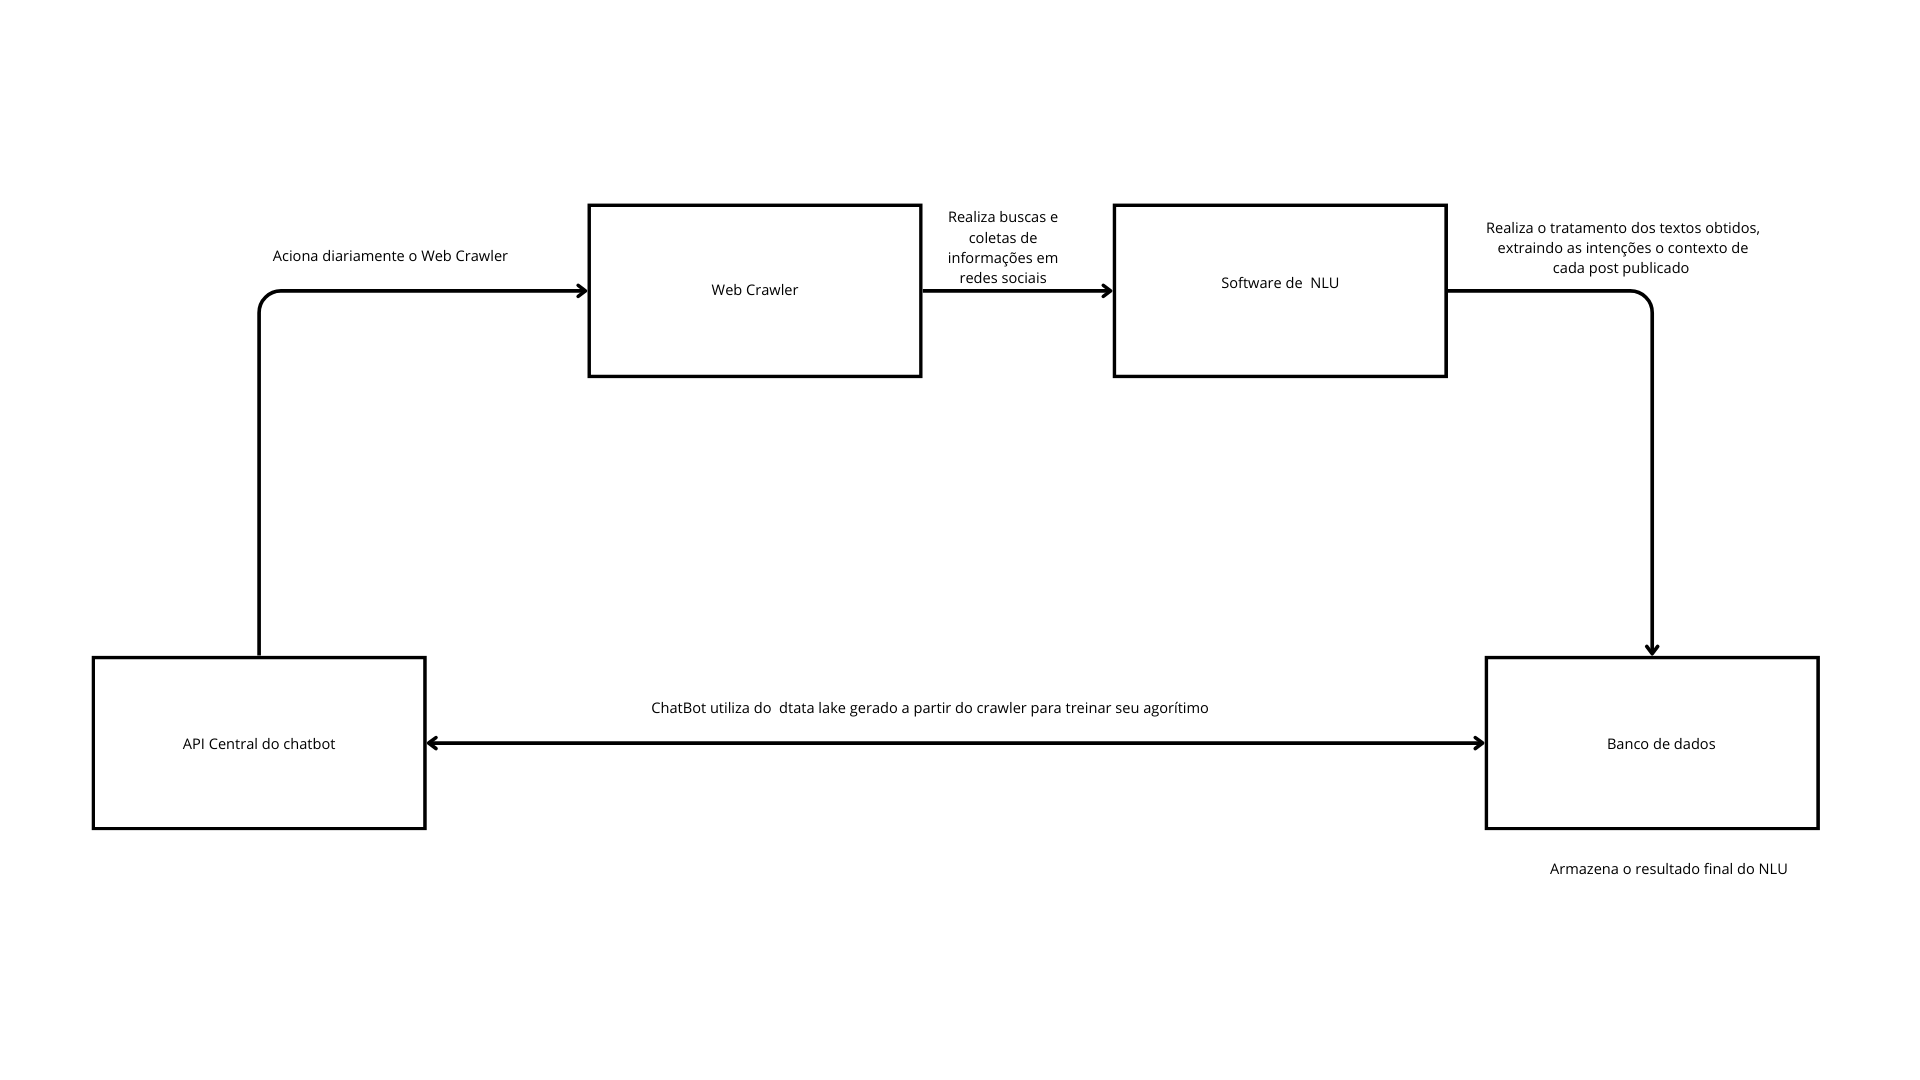 Aciona diariamente o Web Crawler
Web Crawler
Realiza buscas e
coletas de
informações em
redes sociais
Software de  NLU
Realiza o tratamento dos textos obtidos,
extraindo as intenções o contexto de
cada post publicado
API Central do chatbot
ChatBot utiliza do  dtata lake gerado a partir do crawler para treinar seu agorítimo
Banco de dados
Armazena o resultado final do NLU